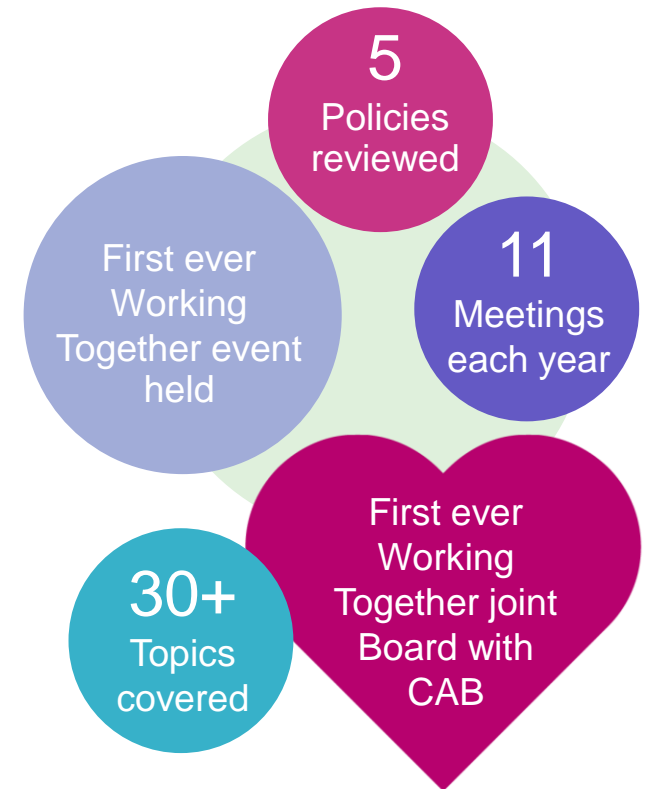 5
Policies
reviewed
First ever
Working
Together event
held
11
Meetings
each year
First ever
Working
Together joint
Board with
CAB
30+
Topics
covered